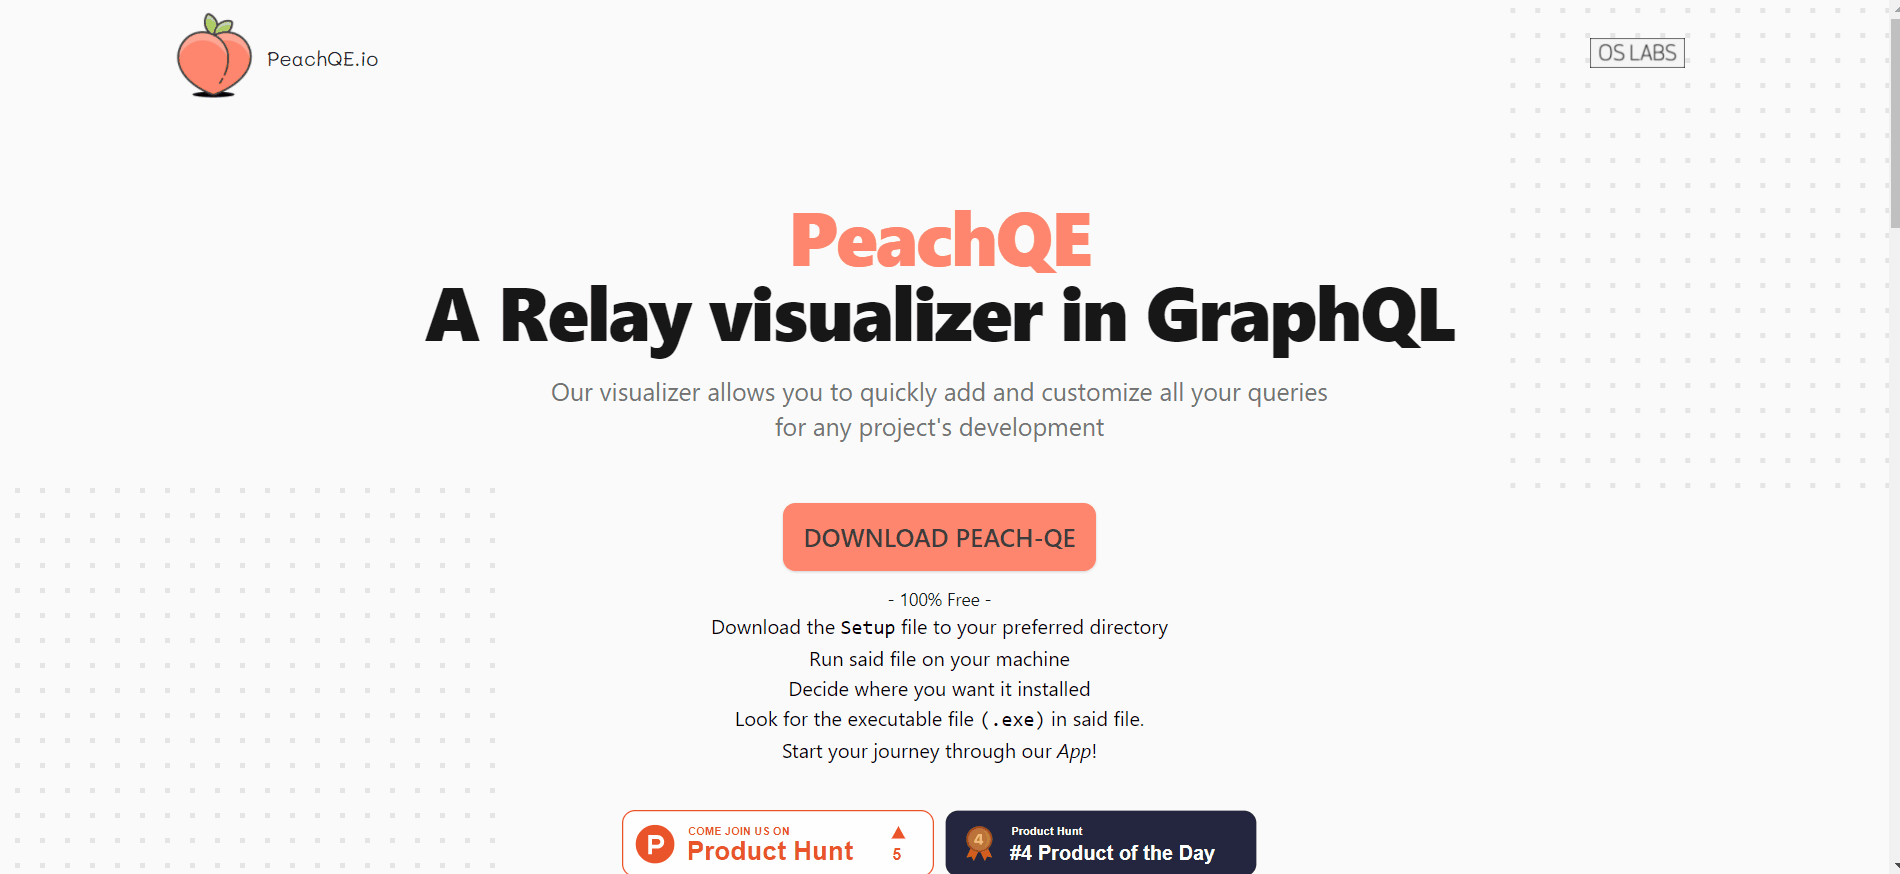 PeachQE.io
OS LABS
PeachQE
A Relay visualizer in GraphQL
Our visualizer allows you to quickly add and customize all your queries
for any project's development
DOWNLOAD PEACH-QE
- 100% Free -
Download the Setup file to your preferred directory
Run said file on your machine
Decide where you want it installed
Look for the executable file (.exe) in said file.
Start your journey through our App!
P
COME JOIN US ON
Product Hunt
▲
5
4
Product Hunt
#4 Product of the Day